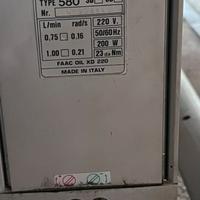 TYPE 580
Nr.
L/min rad/s 220 V.
0.75 0.16 50/60Hz
200 W
1.00 0.21 23 da Nm
FAAC OIL XD 220
MADE IN ITALY